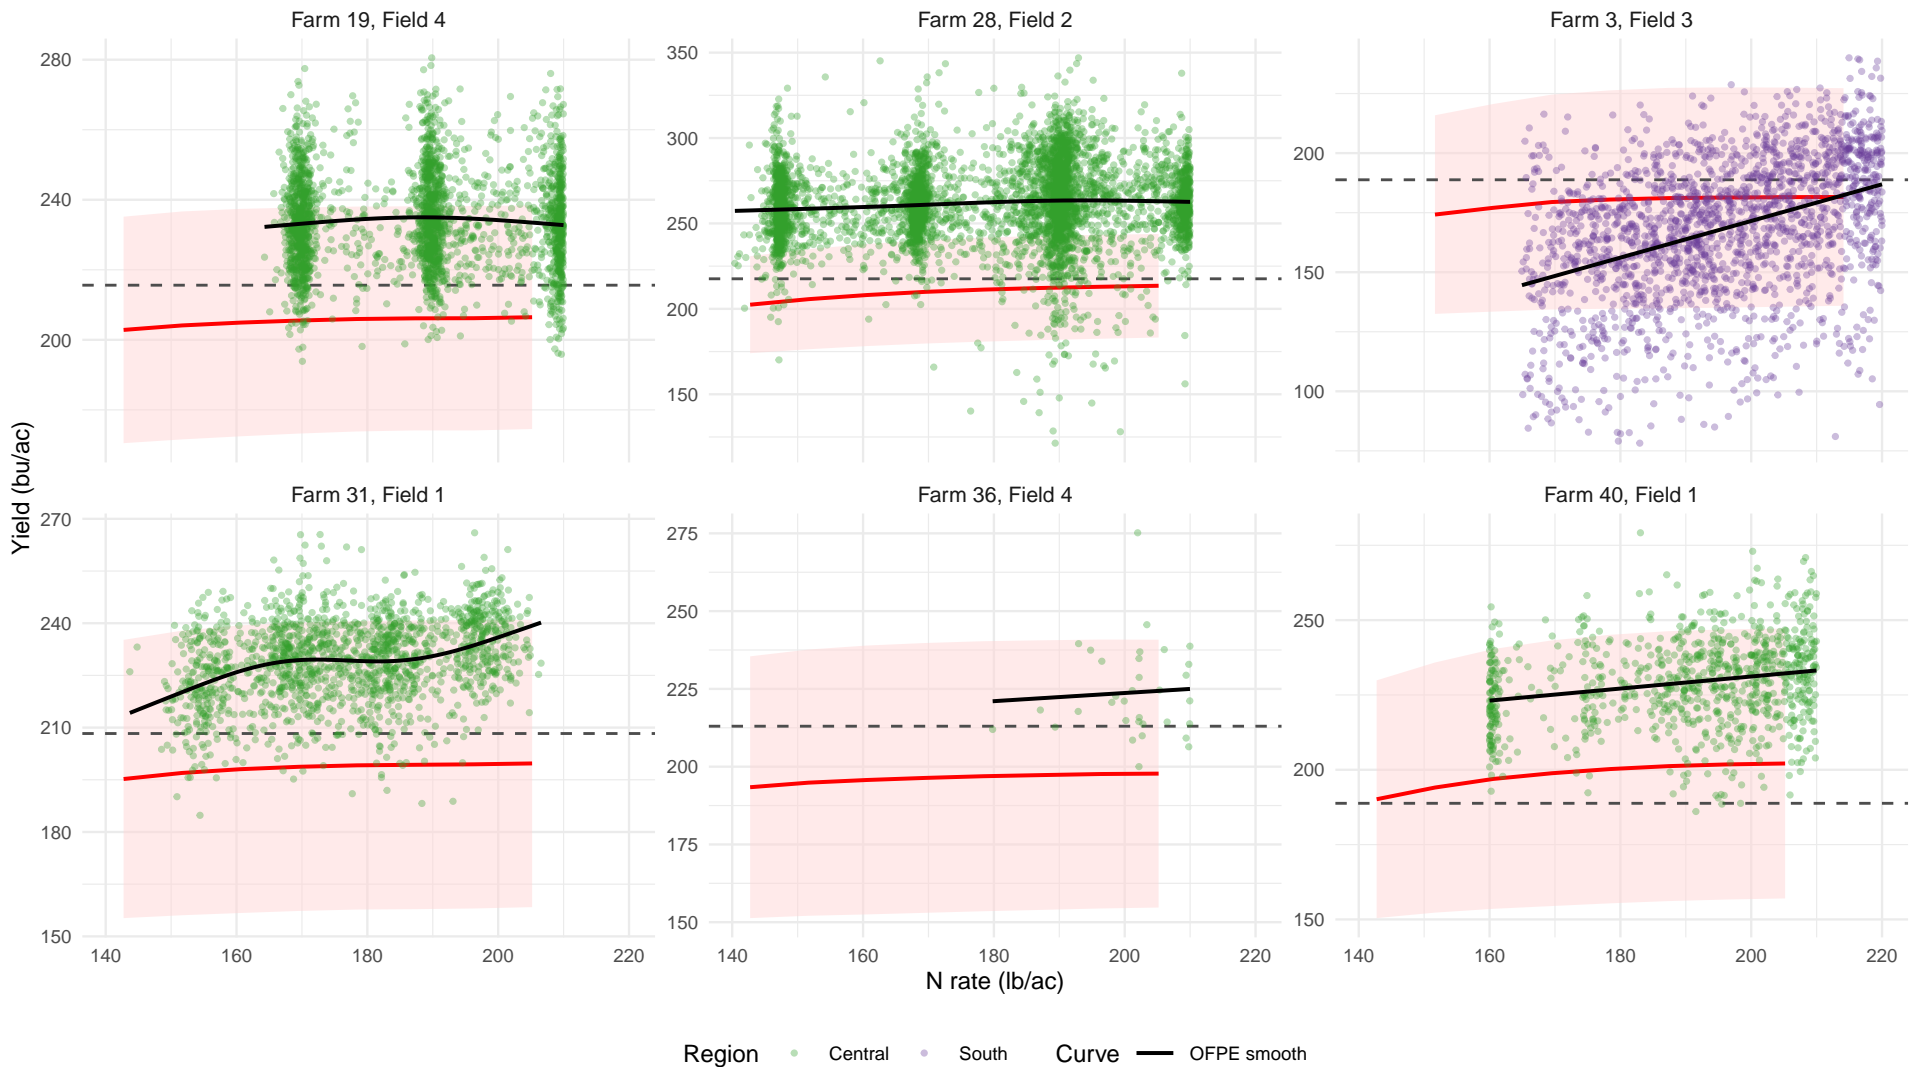 Farm 19, Field 4
Farm 28, Field 2
Farm 3, Field 3
280
240
200
350
300
250
200
150
200
150
100
Yield (bu/ac)
Farm 31, Field 1
Farm 36, Field 4
Farm 40, Field 1
270
240
210
180
150
275
250
225
200
175
150
250
200
150
140 160 180 200 220
140 160 180 200 220
140 160 180 200 220
N rate (lb/ac)
Region Central South Curve OFPE smooth